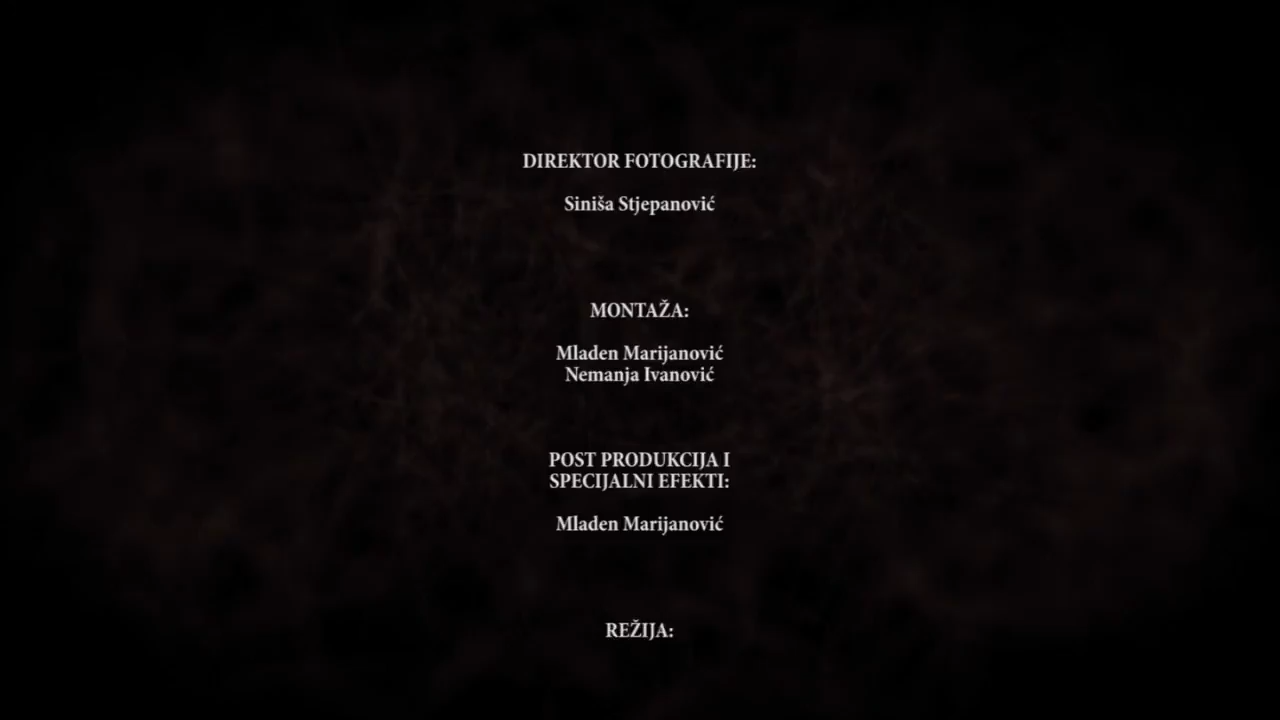 DIREKTOR FOTOGRAFIJE:
Siniša Stjepanović
MONTAŽA:
Mladen Marijanović
Nemanja Ivanović
POST PRODUKCIJA I
SPECIJALNI EFEKTI:
Mladen Marijanović
REŽIJA: